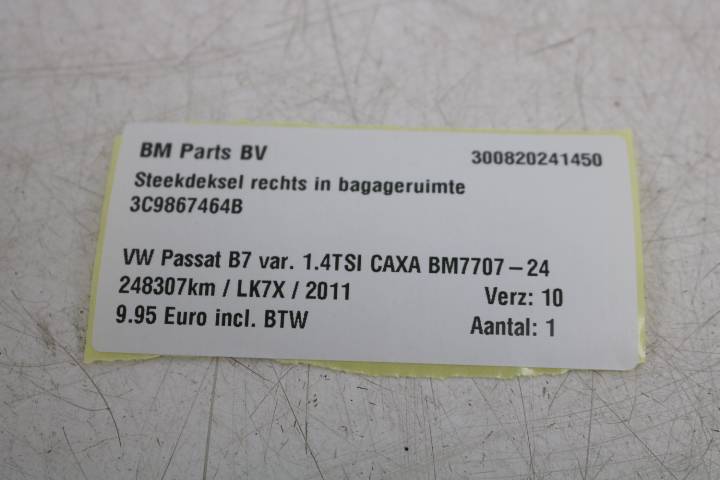 BM Parts BV 300820241450
Steekdeksel rechts in bagageruimte
3C9867464B
VW Passat B7 var. 1.4TSI CAXA BM7707-24
248307km / LK7X / 2011 Verz: 10
9.95 Euro incl. BTW Aantal: 1